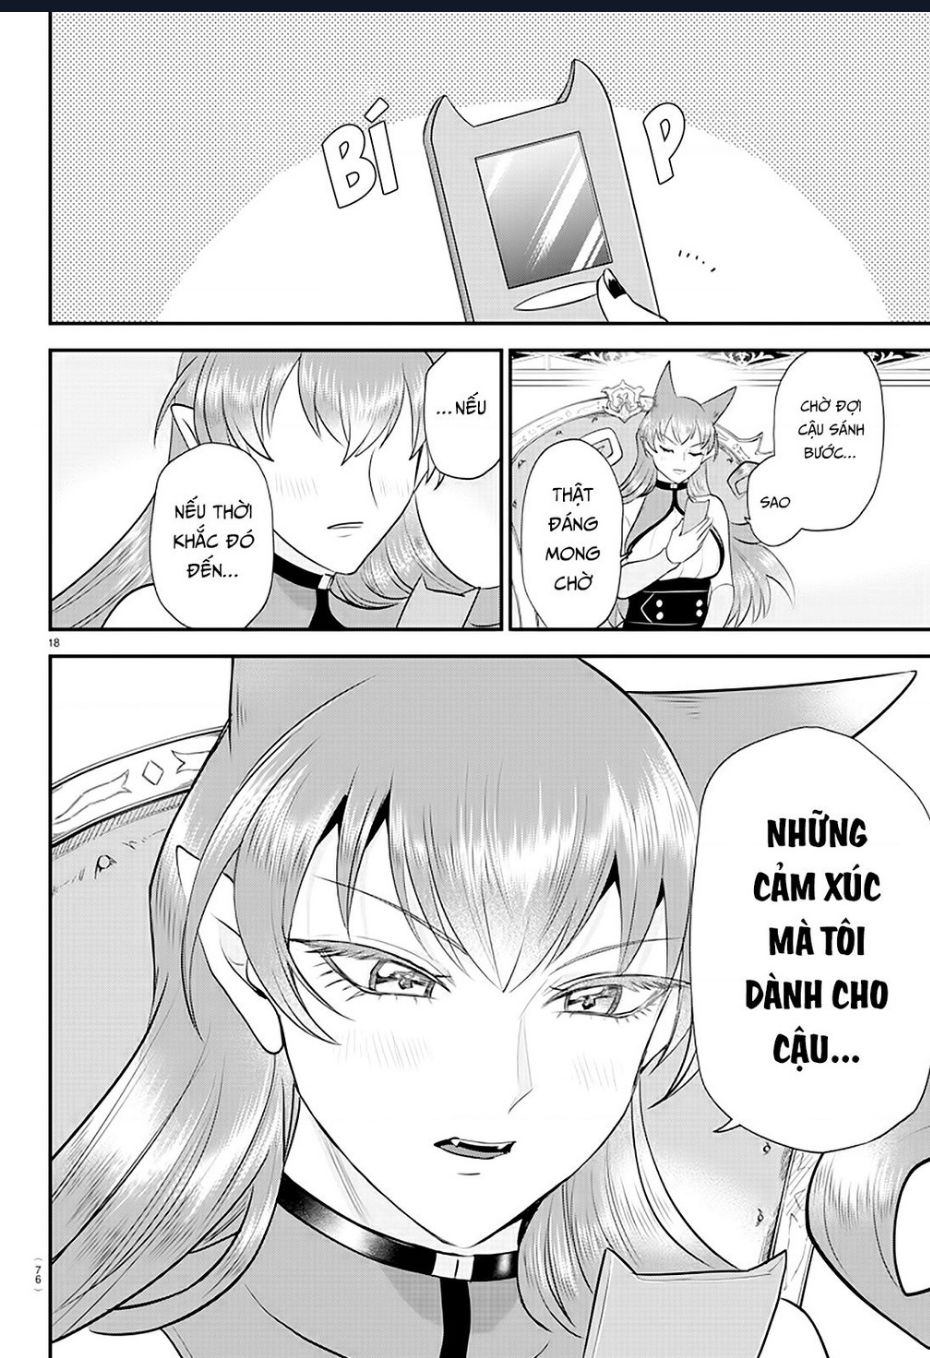 BÍ
P
CHỜ ĐỢI
CẬU SÁNH
BƯỚC...
SAO
THẬT
ĐÁNG
MONG
CHỜ
...NẾU
NẾU THỜI
KHẮC ĐÓ
ĐẾN...
18
NHỮNG
CẢM XÚC
MÀ TÔI
DÀNH CHO
CẬU...
(76)